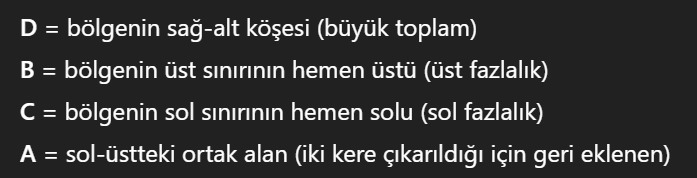 D = bölgenin sağ-alt köşesi (büyük toplam)
B = bölgenin üst sınırının hemen üstü (üst fazlalık)
C = bölgenin sol sınırının hemen solu (sol fazlalık)
A = sol-üstteki ortak alan (iki kere çıkarıldığı için geri eklenen)